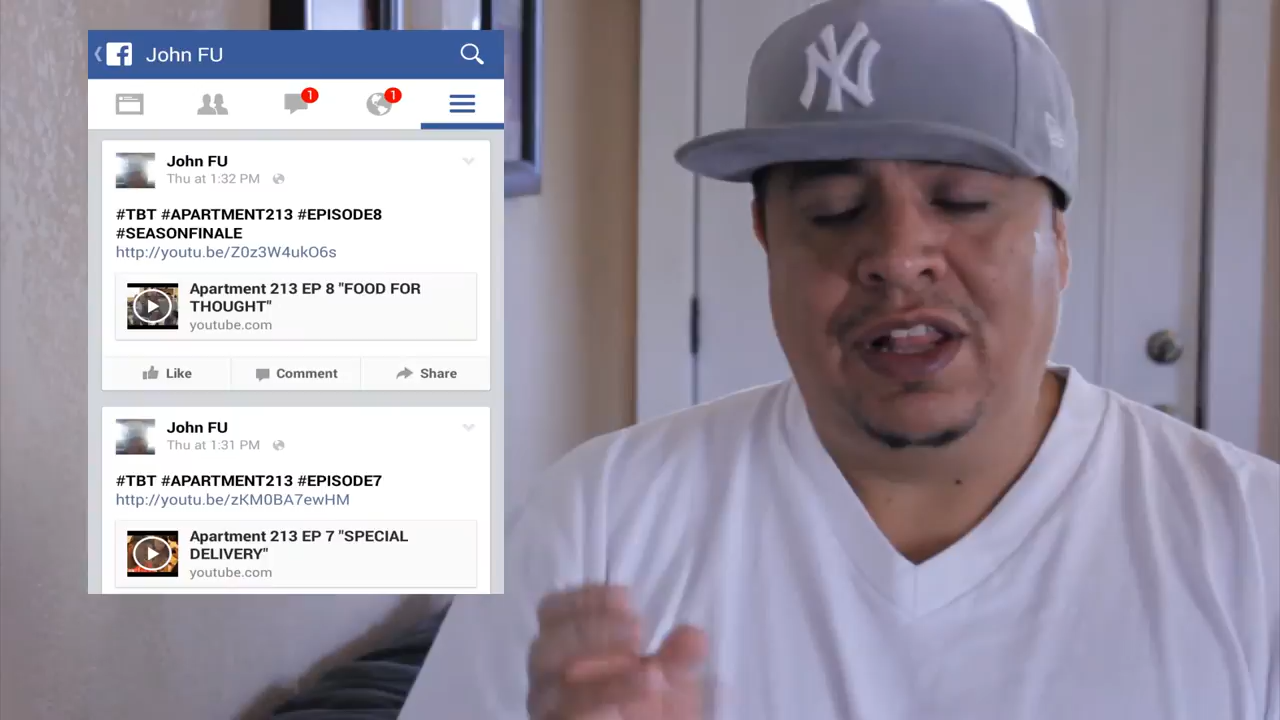 John FU
1
1
John FU
Thu at 1:32 PM
#TBT #APARTMENT213 #EPISODE8
#SEASONFINALE
http://youtu.be/Z0z3W4ukO6s
Apartment 213 EP 8 "FOOD FOR
THOUGHT"
youtube.com
Like
Comment
Share
John FU
Thu at 1:31 PM
#TBT #APARTMENT213 #EPISODE7
http://youtu.be/zKM0BA7ewHM
Apartment 213 EP 7 "SPECIAL
DELIVERY"
youtube.com
NY